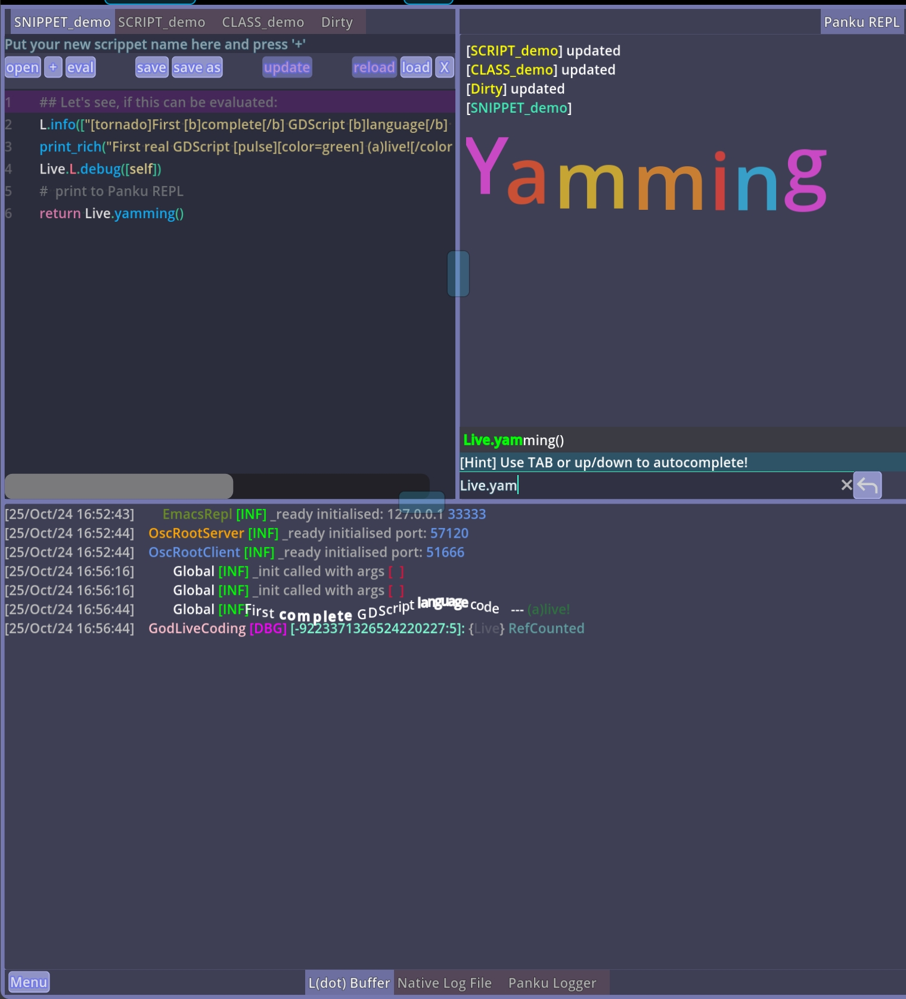 SNIPPET_demo SCRIPT_demo CLASS_demo Dirty
Put your new scrippet name here and press '+'
open + eval save save as update reload load X
1 ## Let's see, if this can be evaluated:
2 L.info(["[tornado]First [b]complete[/b] GDScript [b]language[/b]
3 print_rich("First real GDScript [pulse][color=green] (a)live![/color
4 Live.L.debug([self])
5 #  print to Panku REPL
6 return Live.yamming()
Panku REPL
[SCRIPT_demo] updated
[CLASS_demo] updated
[Dirty] updated
[SNIPPET_demo]
Yamming
Live.yamming()
[Hint] Use TAB or up/down to autocomplete!
Live.yam
[25/Oct/24 16:52:43] EmacsRepl [INF] _ready initialised: 127.0.0.1 33333
[25/Oct/24 16:52:44] OscRootServer [INF] _ready initialised port: 57120
[25/Oct/24 16:52:44] OscRootClient [INF] _ready initialised port: 51666
[25/Oct/24 16:56:16] Global [INF] _init called with args [ ]
[25/Oct/24 16:56:16] Global [INF] _init called with args [ ]
[25/Oct/24 16:56:44] Global [INF] First complete GDScript language code --- (a)live!
[25/Oct/24 16:56:44] GodLiveCoding [DBG] [-9223371326524220227:5]: {Live} RefCounted
Menu L(dot) Buffer Native Log File Panku Logger